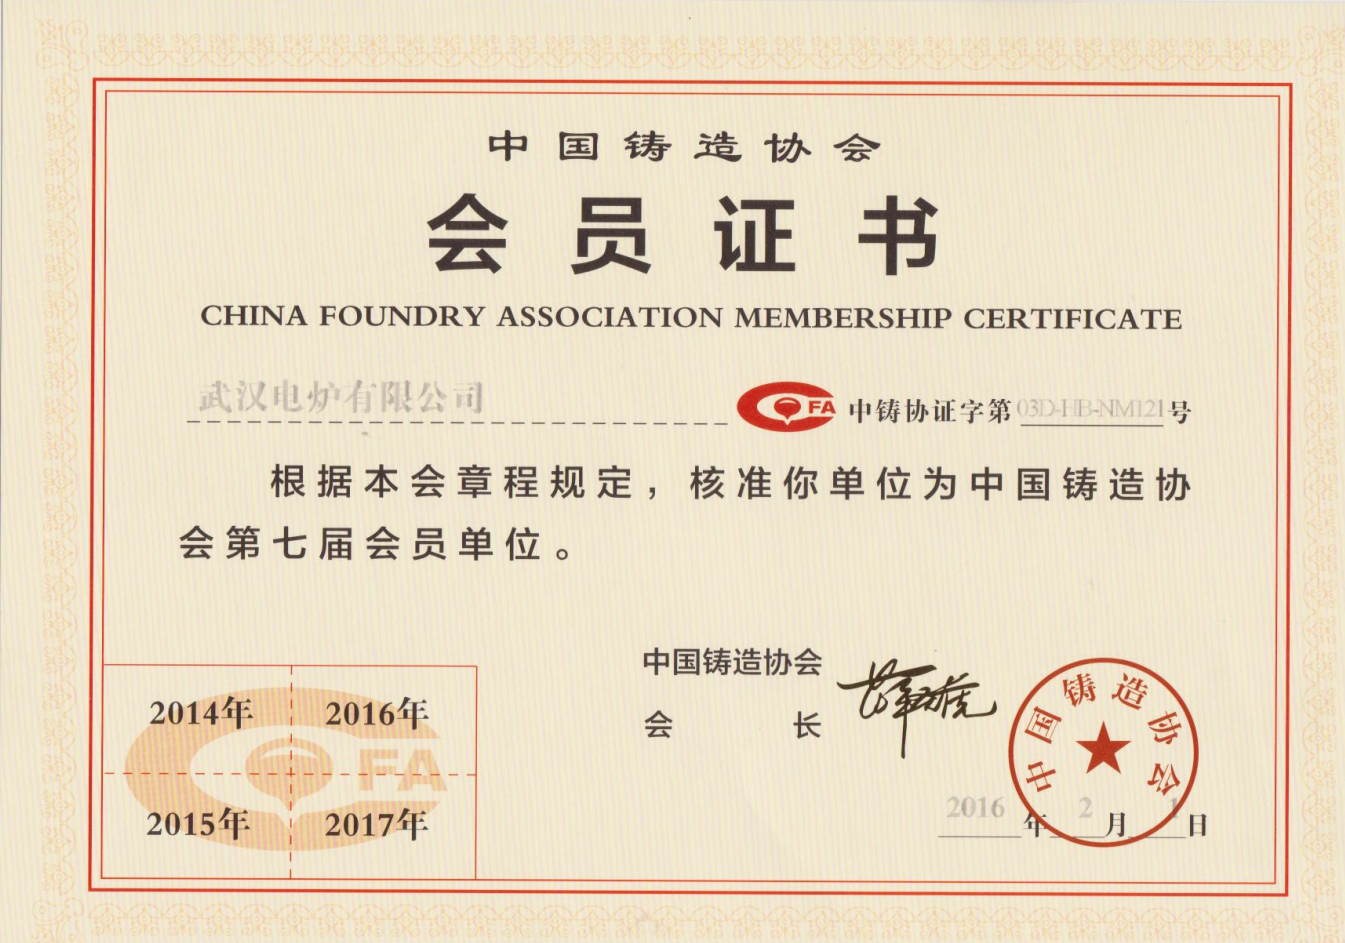 中国铸造协会
会员证书
CHINA FOUNDRY ASSOCIATION MEMBERSHIP CERTIFICATE
武汉电炉有限公司
CFA 中铸协证字第03D-HB-NM121号
根据本会章程规定，核准你单位为中国铸造协
会第七届会员单位。
中国铸造协会
会长
中国铸造协会
2016年2月1日
2014年 2016年
CFA
2015年 2017年